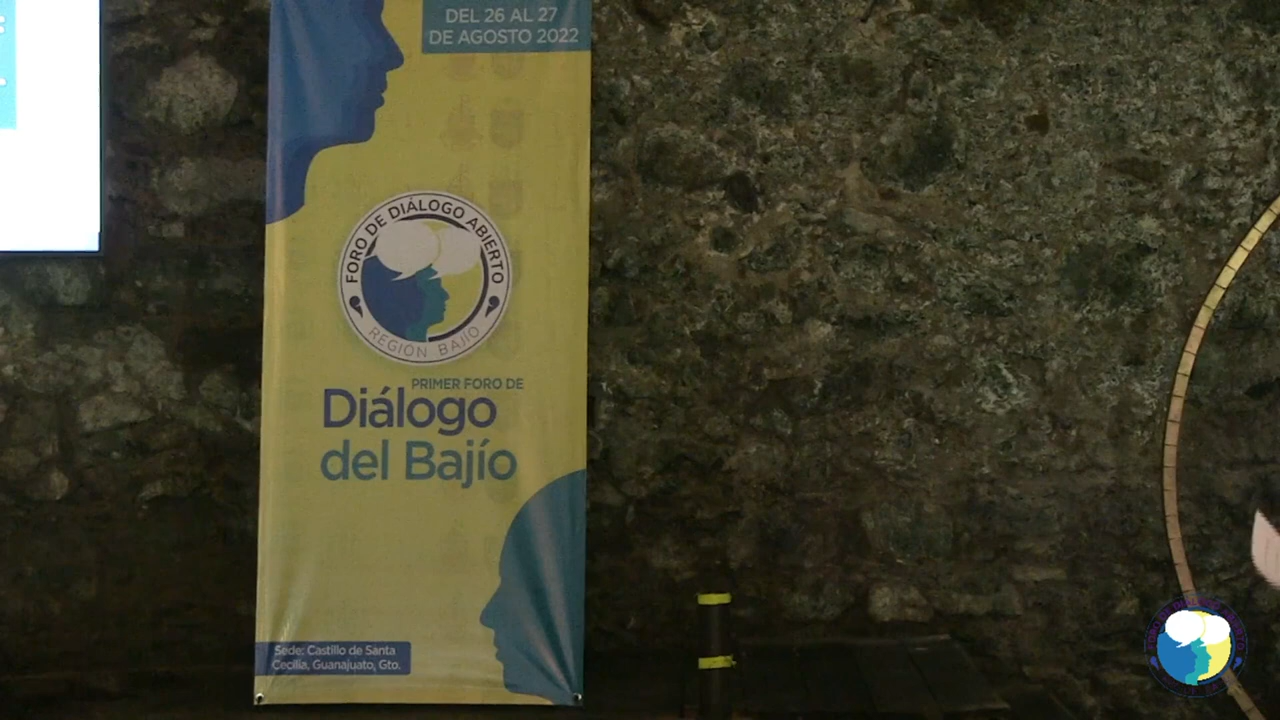 DEL 26 AL 27
DE AGOSTO 2022
FORO DE DIÁLOGO ABIERTO
REGIÓN BAJÍO
PRIMER FORO DE
Diálogo
del Bajío
Sede: Castillo de Santa
Cecilia, Guanajuato, Gto.